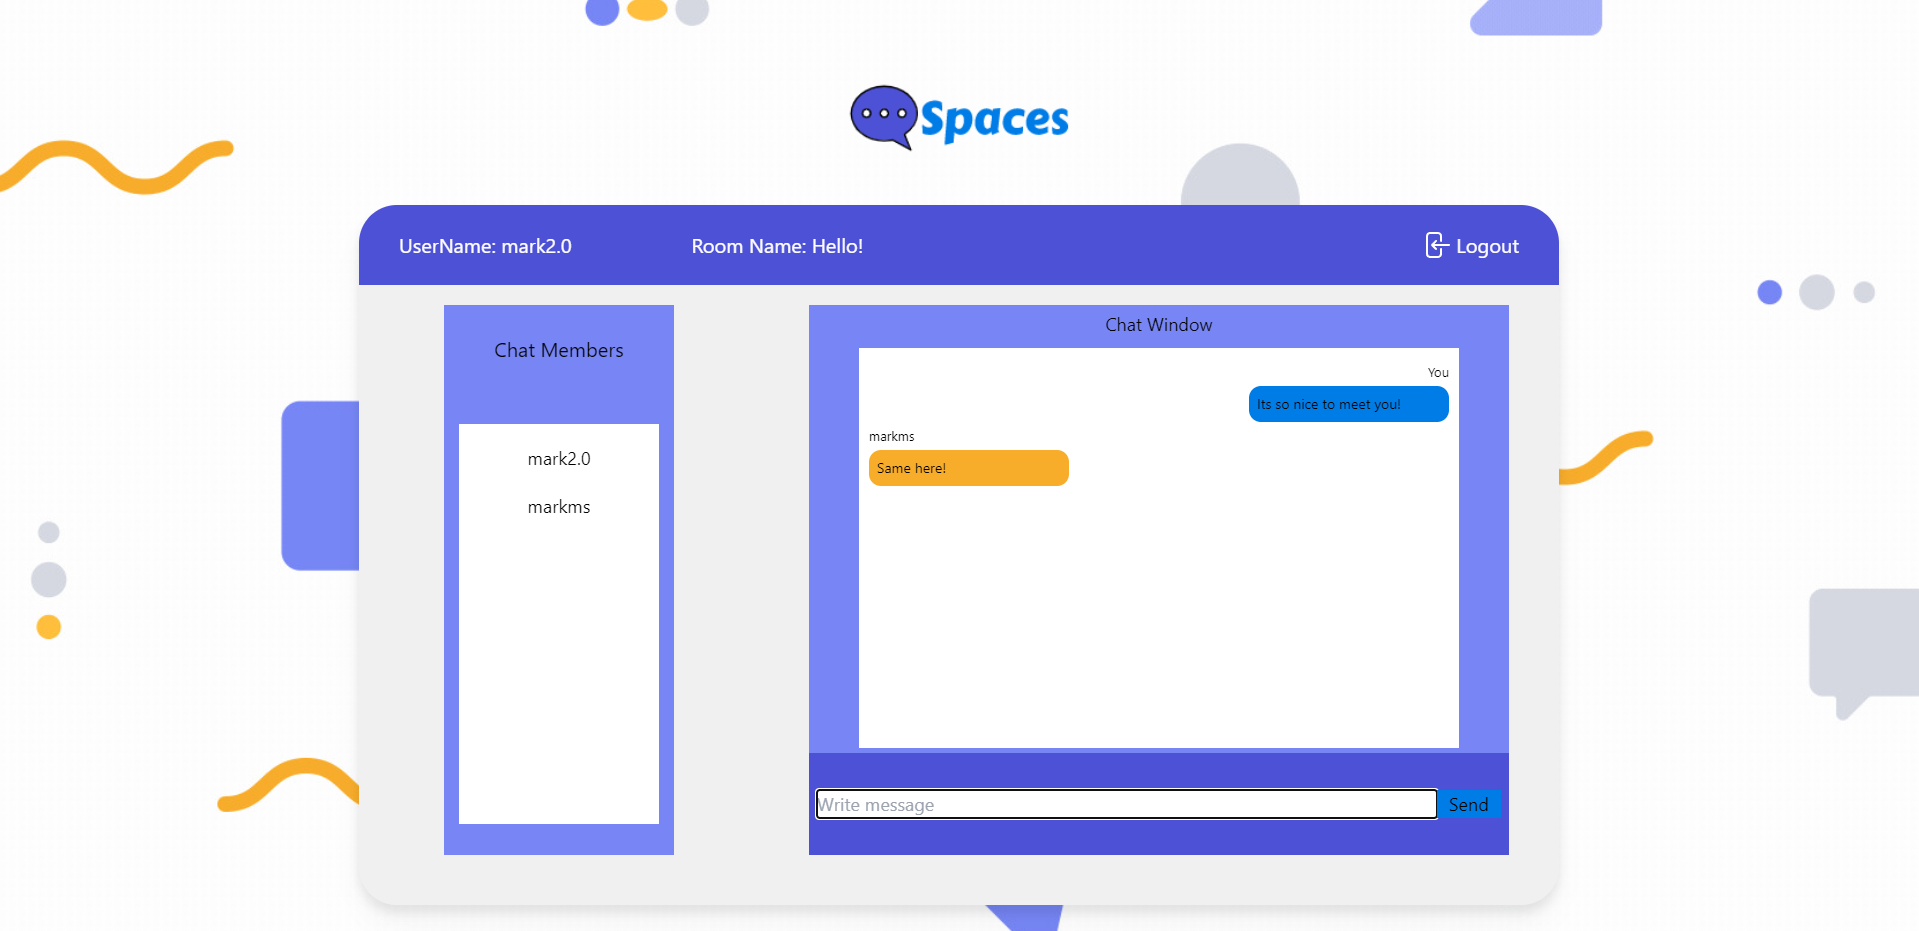 Spaces
UserName: mark2.0
Room Name: Hello!
Logout
Chat Members
mark2.0
markms
Chat Window
You
Its so nice to meet you!
markms
Same here!
Write message
Send